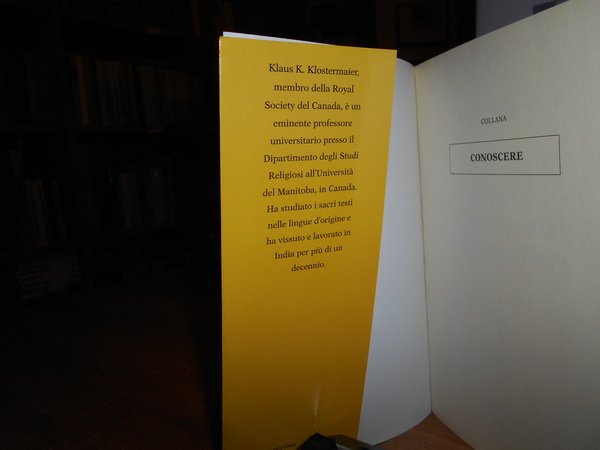 Klaus K. Klostermaier,
membro della Royal
Society del Canada, è un
eminente professore
universitario presso il
Dipartimento degli Studi
Religiosi all'Università
del Manitoba, in Canada.
Ha studiato i sacri testi
nelle lingue d'origine e
ha vissuto e lavorato in
India per più di un
decennio.
COLLANA
CONOSCERE